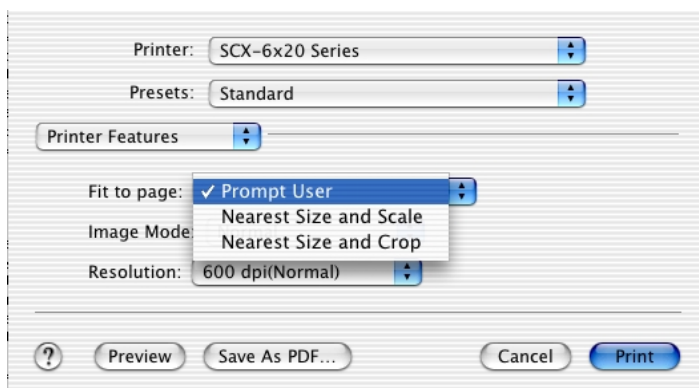 Printer: SCX-6x20 Series
Presets: Standard
Printer Features
Fit to page: ✓ Prompt User
Nearest Size and Scale
Image Mode
Nearest Size and Crop
Resolution: 600 dpi(Normal)
? Preview Save As PDF... Cancel Print